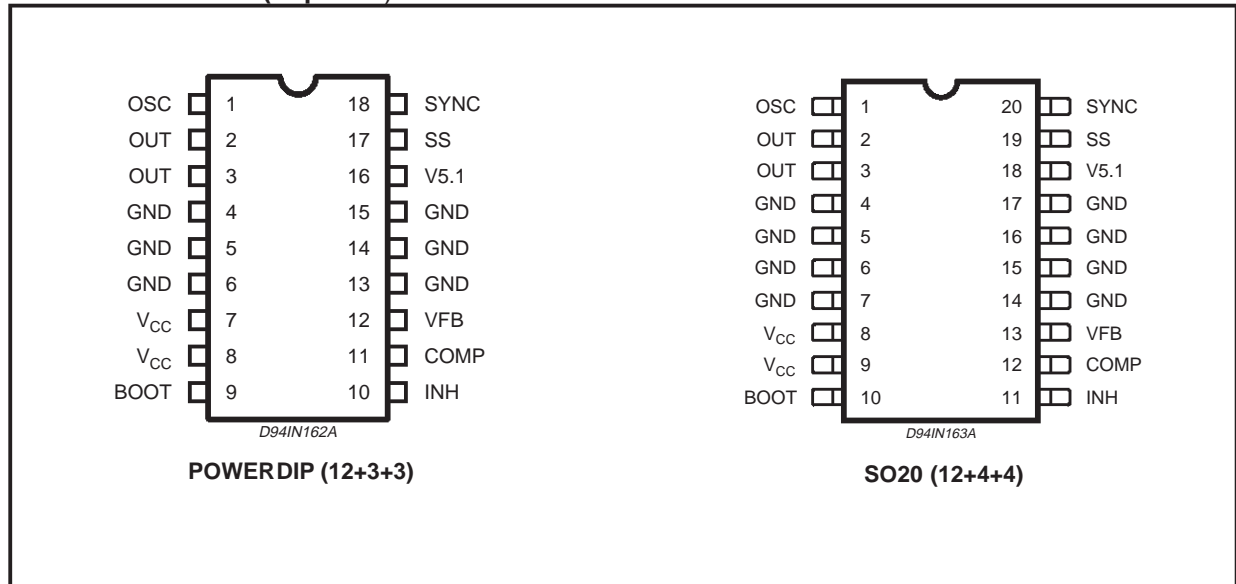 OSC 1 18 SYNC
OUT 2 17 SS
OUT 3 16 V5.1
GND 4 15 GND
GND 5 14 GND
GND 6 13 GND
VCC 7 12 VFB
VCC 8 11 COMP
BOOT 9 10 INH
D94IN162A
POWERDIP (12+3+3)
OSC 1 20 SYNC
OUT 2 19 SS
OUT 3 18 V5.1
GND 4 17 GND
GND 5 16 GND
GND 6 15 GND
GND 7 14 GND
VCC 8 13 VFB
VCC 9 12 COMP
BOOT 10 11 INH
D94IN163A
SO20 (12+4+4)